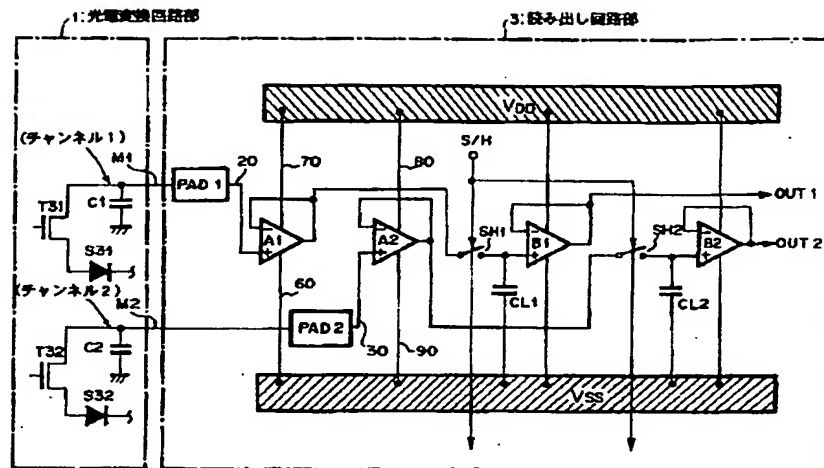 1:光電変換回路部
3:読み出し回路部
VDD
(チャンネル1)
M1
PAD 1
20
70
80
S/H
OUT 1
T31
C1
A1
A2
SH1
B1
SH2
B2
OUT 2
S31
(チャンネル2)
M2
60
CL1
CL2
PAD 2
30
90
T32
C2
S32
VSS